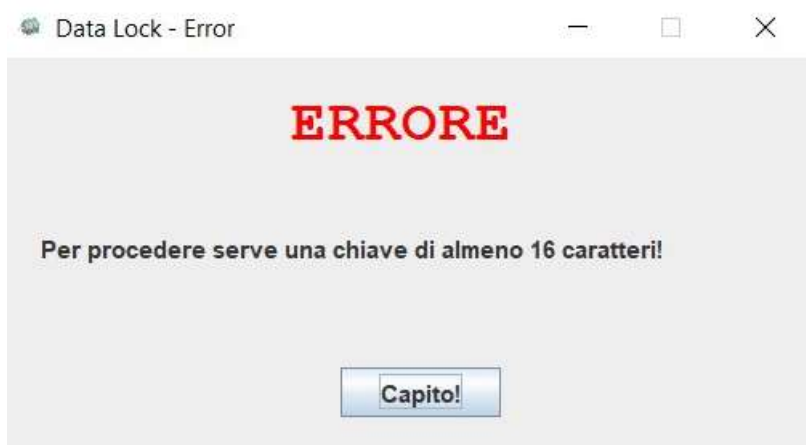 Data Lock - Error
ERRORE
Per procedere serve una chiave di almeno 16 caratteri!
Capito!